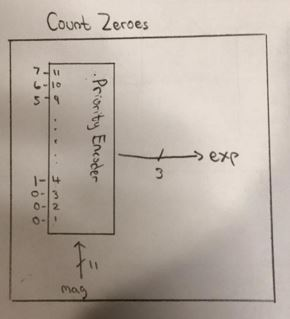 Count Zeroes
7- 11
6- 10
5- 9
1- 4
0- 3
0- 2
0- -
Priority Encoder
3
exp
11
mag